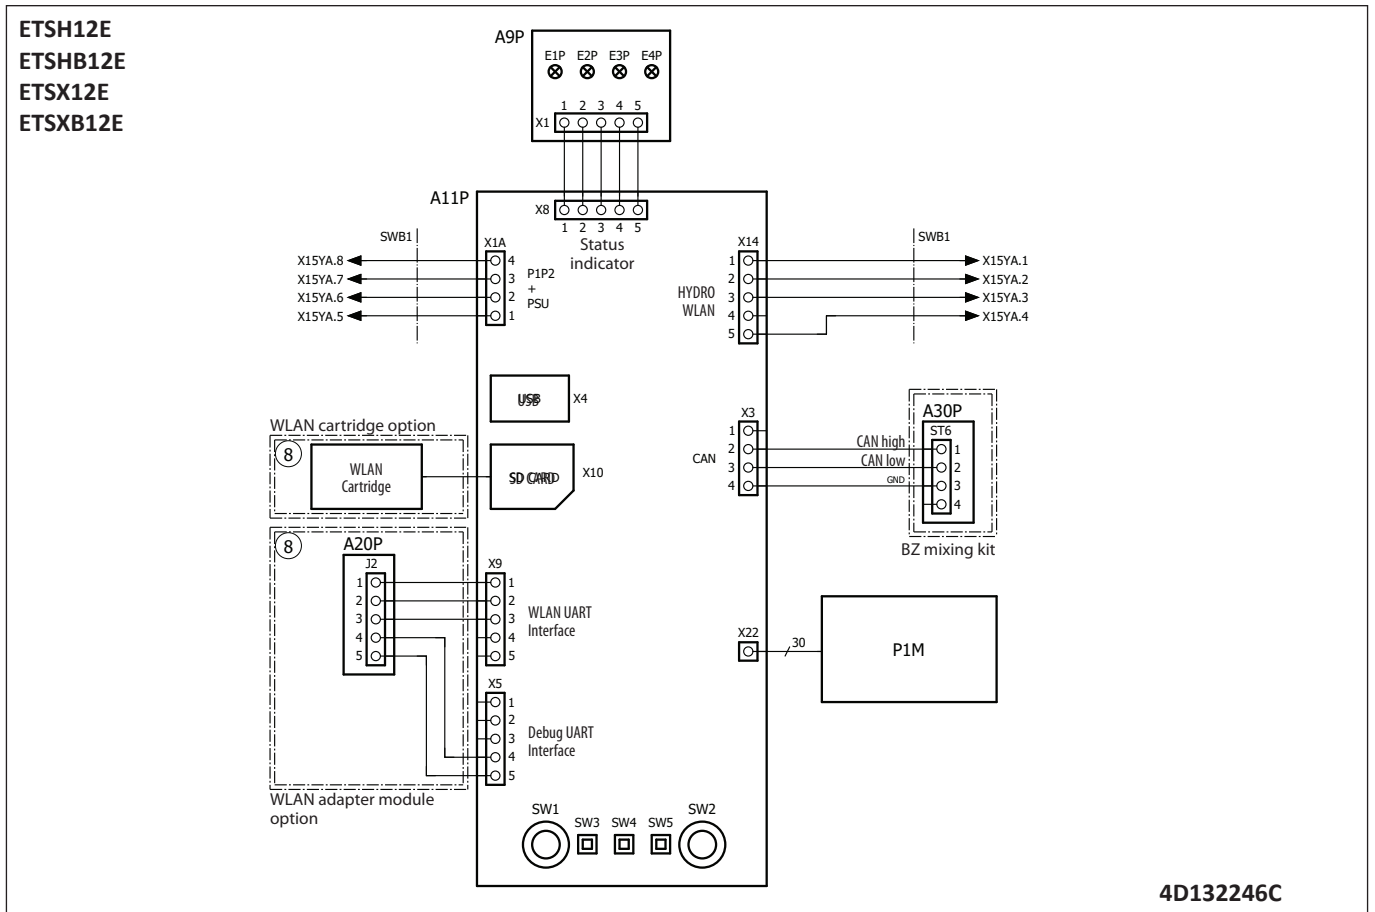 ETSH12E
ETSHB12E
ETSX12E
ETSXB12E
A9P
E1P E2P E3P E4P
1 2 3 4 5
X1
A11P
X8
1 2 3 4 5
Status
indicator
SWB1
X1A
X15YA.8
4
X15YA.7
3
X15YA.6
2
X15YA.5
1
P1P2
+
PSU
X14
SWB1
1
X15YA.1
2
X15YA.2
3
X15YA.3
4
X15YA.4
5
HYDRO
WLAN
USB
X4
WLAN cartridge option
8
WLAN
Cartridge
SD CARD
X10
X3
1
2
3
4
CAN
CAN high
CAN low
GND
A30P
ST6
1
2
3
4
BZ mixing kit
8
A20P
J2
1
2
3
4
5
X9
1
2
3
4
5
WLAN UART
Interface
X5
1
2
3
4
5
Debug UART
Interface
WLAN adapter module
option
X22
30
P1M
SW1
SW3 SW4 SW5
SW2
4D132246C